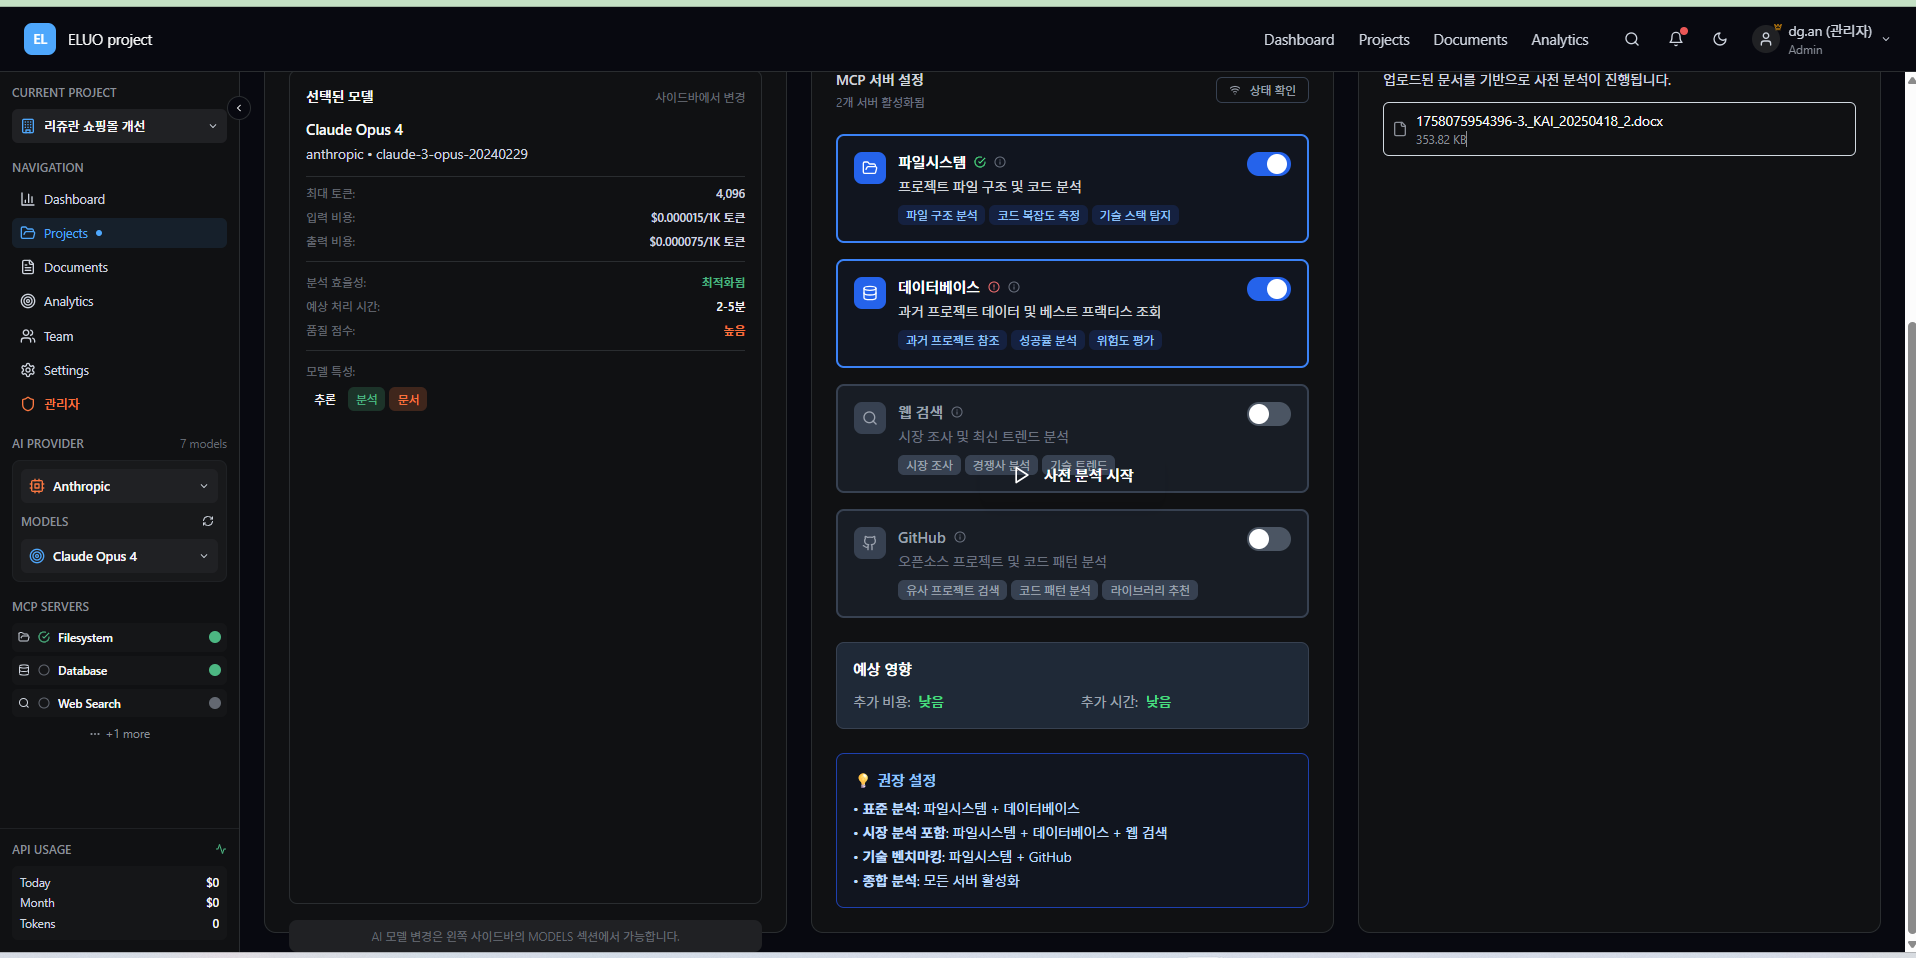 EL
ELUO project
Dashboard
Projects
Documents
Analytics
dg.an (관리자)
Admin
CURRENT PROJECT
리쥬란 쇼핑몰 개선
NAVIGATION
Dashboard
Projects
Documents
Analytics
Team
Settings
관리자
AI PROVIDER
7 models
Anthropic
MODELS
Claude Opus 4
MCP SERVERS
Filesystem
Database
Web Search
··· +1 more
API USAGE
Today $0
Month $0
Tokens 0
선택된 모델
사이드바에서 변경
Claude Opus 4
anthropic • claude-3-opus-20240229
최대 토큰: 4,096
입력 비용: $0.000015/1K 토큰
출력 비용: $0.000075/1K 토큰
분석 효율성: 최적화됨
예상 처리 시간: 2-5분
품질 점수: 높음
모델 특성:
추론 분석 문서
AI 모델 변경은 왼쪽 사이드바의 MODELS 섹션에서 가능합니다.
MCP 서버 설정
2개 서버 활성화됨
상태 확인
파일시스템
프로젝트 파일 구조 및 코드 분석
파일 구조 분석 코드 복잡도 측정 기술 스택 탐지
데이터베이스
과거 프로젝트 데이터 및 베스트 프랙티스 조회
과거 프로젝트 참조 성공률 분석 위험도 평가
웹 검색
시장 조사 및 최신 트렌드 분석
시장 조사 경쟁사 분석 기술 트렌드
사전 분석 시작
GitHub
오픈소스 프로젝트 및 코드 패턴 분석
유사 프로젝트 검색 코드 패턴 분석 라이브러리 추천
예상 영향
추가 비용: 낮음 추가 시간: 낮음
권장 설정
• 표준 분석: 파일시스템 + 데이터베이스
• 시장 분석 포함: 파일시스템 + 데이터베이스 + 웹 검색
• 기술 벤치마킹: 파일시스템 + GitHub
• 종합 분석: 모든 서버 활성화
업로드된 문서를 기반으로 사전 분석이 진행됩니다.
1758075954396-3._KAI_20250418_2.docx
353.82 KB